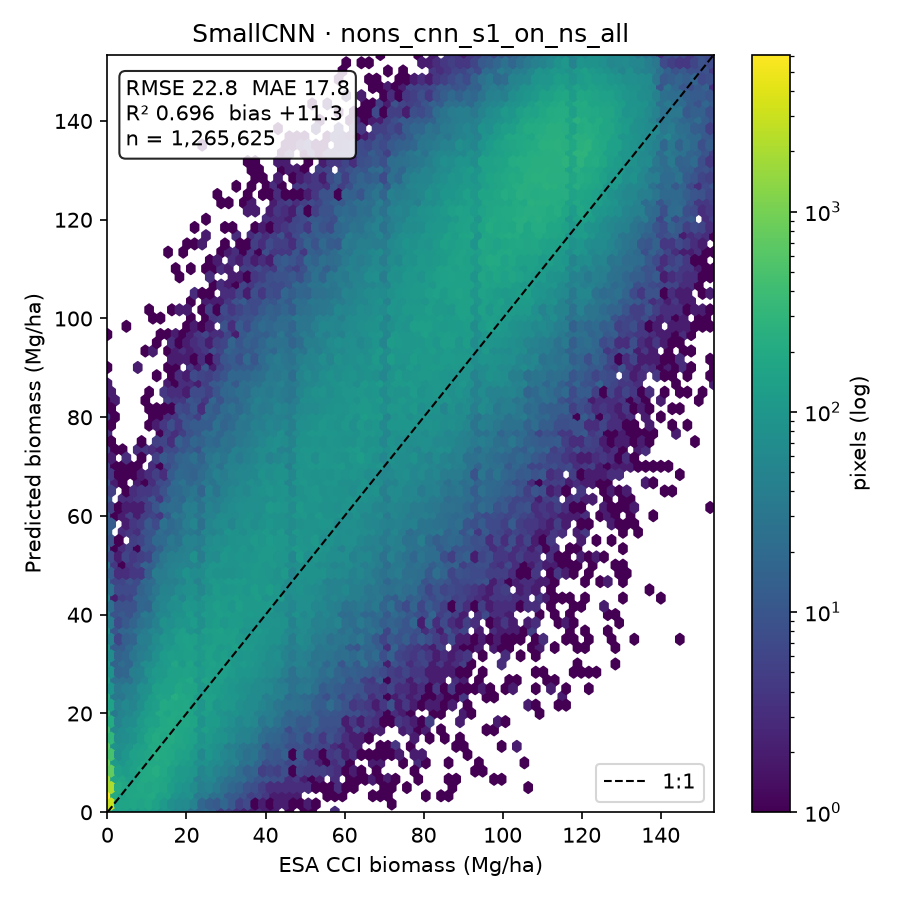 SmallCNN · nons_cnn_s1_on_ns_all
RMSE 22.8  MAE 17.8
R² 0.696  bias +11.3
n = 1,265,625
Predicted biomass (Mg/ha)
140
120
100
80
60
40
20
0
0 20 40 60 80 100 120 140
ESA CCI biomass (Mg/ha)
1:1
10³
10²
10¹
10⁰
pixels (log)